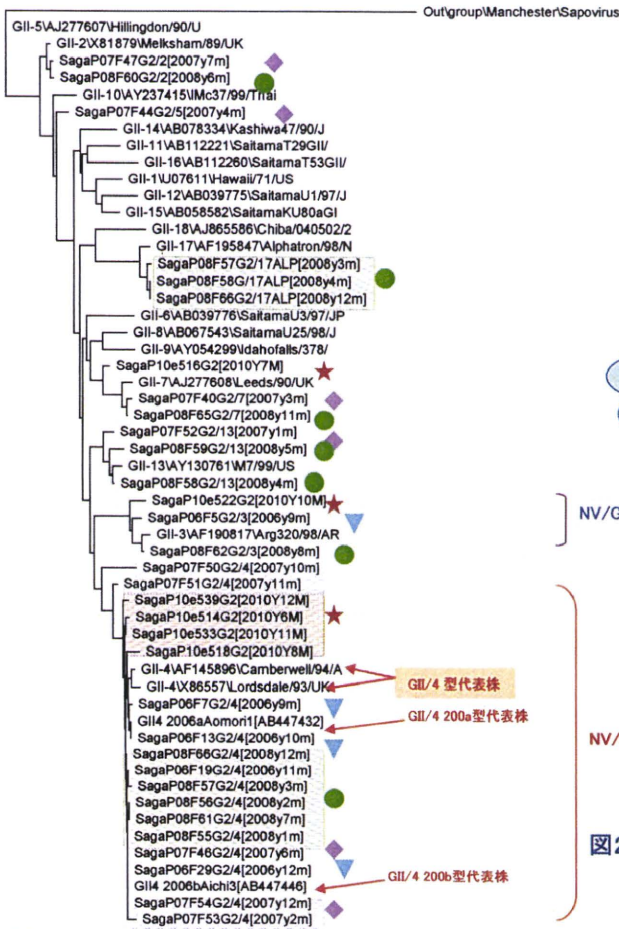 Out\group\Manchester\Sapovirus
GII-5\AJ277607\Hillingdon/90/U
GII-2\X81879\Melksham/89/UK
SagaP07F47G2/2[2007y7m]
SagaP08F60G2/2[2008y6m]
GII-10\AY237415\IMc37/99/Thai
SagaP07F44G2/5[2007y4m]
GII-14\AB078334\Kashiwa47/90/J
GII-11\AB112221\SaitamaT29GII/
GII-16\AB112260\SaitamaT53GII/
GII-1\U07611\Hawaii/71/US
GII-12\AB039775\SaitamaU1/97/J
GII-15\AB058582\SaitamaKU80aGI
GII-18\AJ865586\Chiba/040502/2
GII-17\AF195847\Alphatron/98/N
SagaP08F57G2/17ALP[2008y3m]
SagaP08F58G/17ALP[2008y4m]
SagaP08F66G2/17ALP[2008y12m]
GII-6\AB039776\SaitamaU3/97/JP
GII-8\AB067543\SaitamaU25/98/J
GII-9\AY054299\Idahofalls/378/
SagaP10e516G2[2010Y7M]
GII-7\AJ277608\Leeds/90/UK
SagaP07F40G2/7[2007y3m]
SagaP08F65G2/7[2008y11m]
SagaP07F52G2/13[2007y1m]
SagaP08F59G2/13[2008y5m]
GII-13\AY130761\M7/99/US
SagaP08F58G2/13[2008y4m]
SagaP10e522G2[2010Y10M]
SagaP06F5G2/3[2006y9m]
NV/G
GII-3\AF190817\Arg320/98/AR
SagaP08F62G2/3[2008y8m]
SagaP07F50G2/4[2007y10m]
SagaP07F51G2/4[2007y11m]
SagaP10e539G2[2010Y12M]
SagaP10e514G2[2010Y6M]
SagaP10e533G2[2010Y11M]
SagaP10e518G2[2010Y8M]
GII-4\AF145896\Camberwell/94/A
GII-4\X86557\Lordsdale/93/UK
GII/4 型代表株
SagaP06F7G2/4[2006y9m]
GII4 2006aAomori1[AB447432]
GII/4 200a型代表株
SagaP06F13G2/4[2006y10m]
NV/
SagaP08F66G2/4[2008y12m]
SagaP06F19G2/4[2006y11m]
SagaP08F57G2/4[2008y3m]
SagaP08F56G2/4[2008y2m]
SagaP08F61G2/4[2008y7m]
SagaP08F55G2/4[2008y1m]
SagaP07F46G2/4[2007y6m]
図2
SagaP06F29G2/4[2006y12m]
GII4 2006bAichi3[AB447446]
GII/4 200b型代表株
SagaP07F54G2/4[2007y12m]
SagaP07F53G2/4[2007y2m]